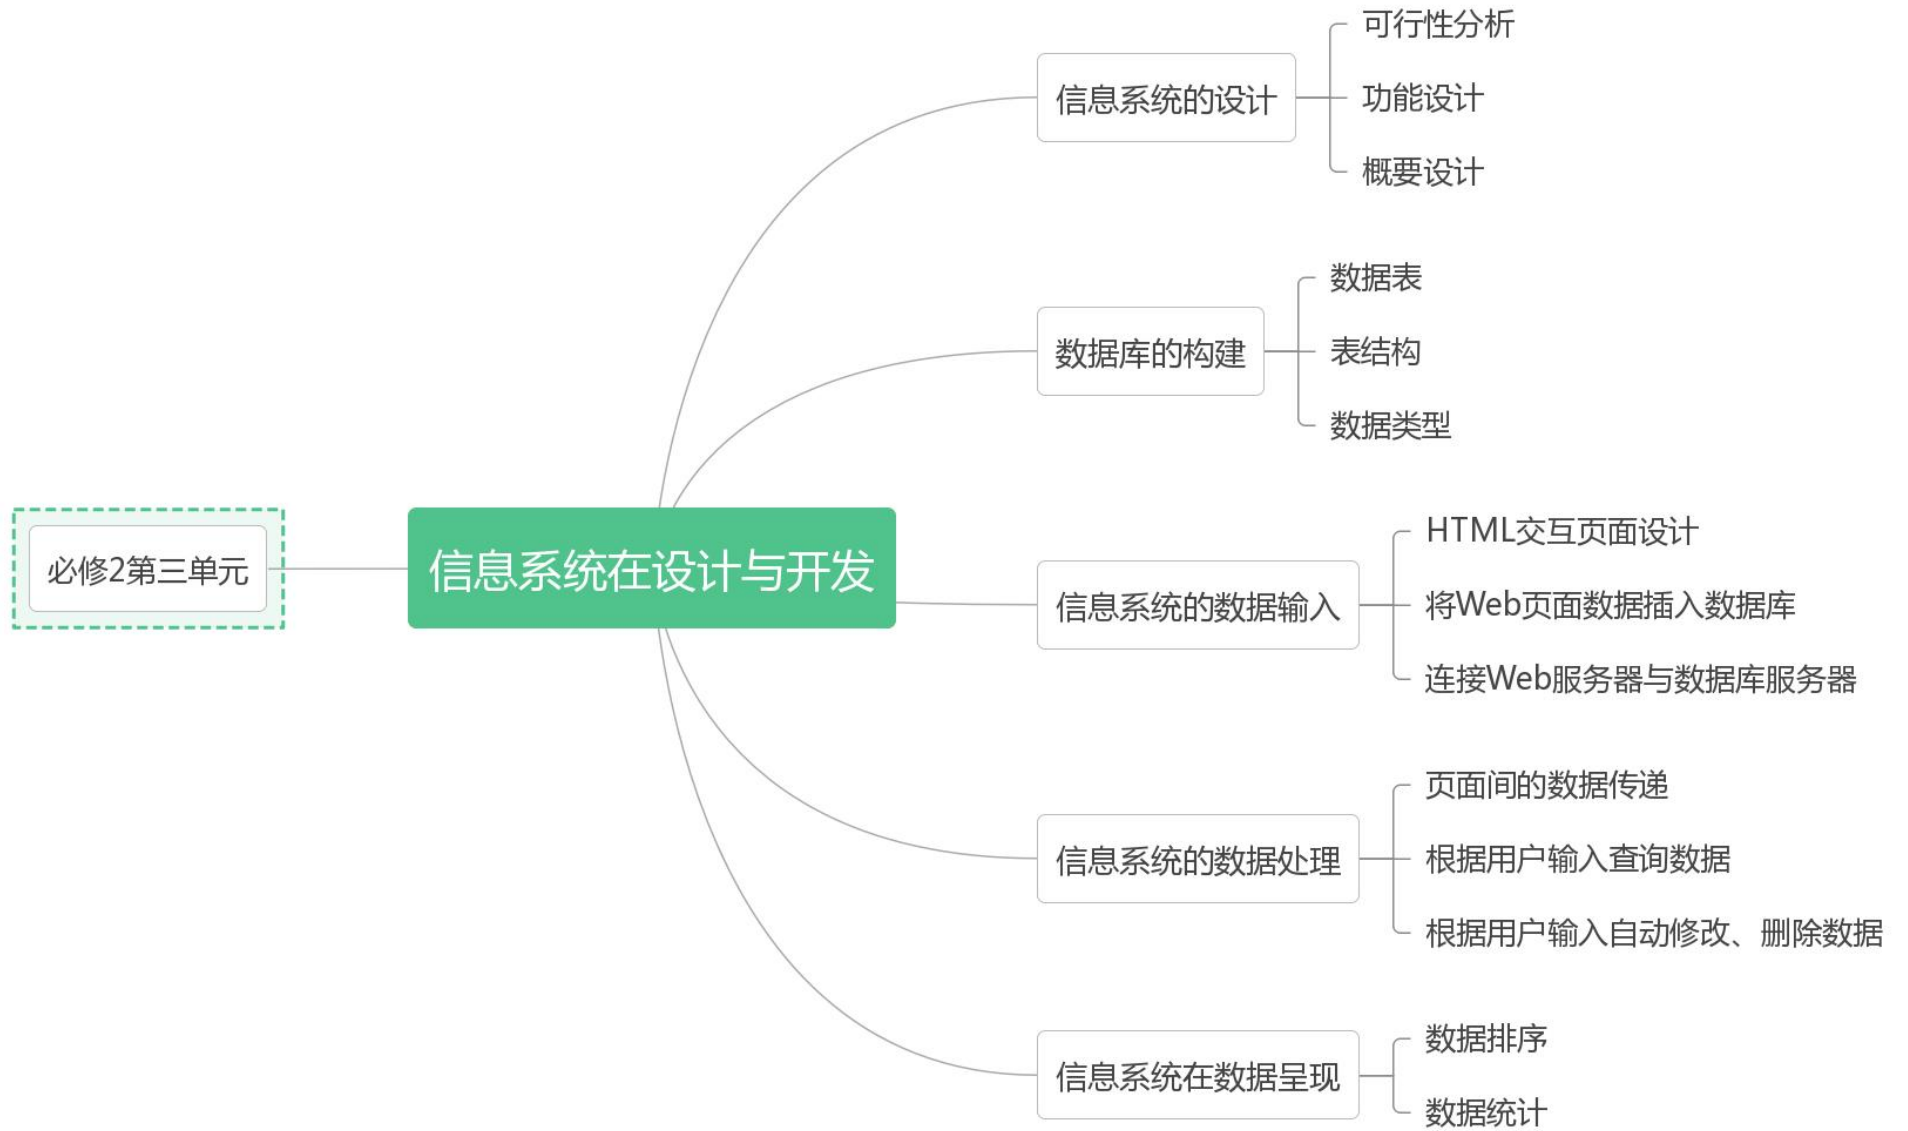 必修2第三单元
信息系统在设计与开发
信息系统的设计
可行性分析
功能设计
概要设计
数据库的构建
数据表
表结构
数据类型
信息系统的数据输入
HTML交互页面设计
将Web页面数据插入数据库
连接Web服务器与数据库服务器
信息系统的数据处理
页面间的数据传递
根据用户输入查询数据
根据用户输入自动修改、删除数据
信息系统在数据呈现
数据排序
数据统计